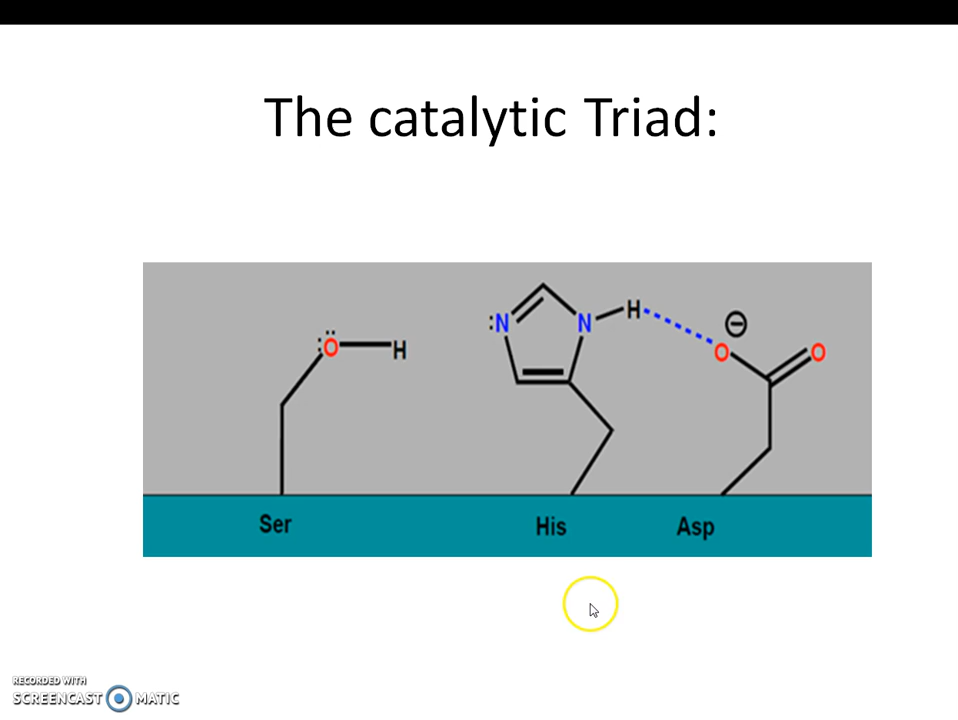 The catalytic Triad:
:O H
:N N H O O
Ser His Asp
RECORDED WITH
SCREENCAST MATIC